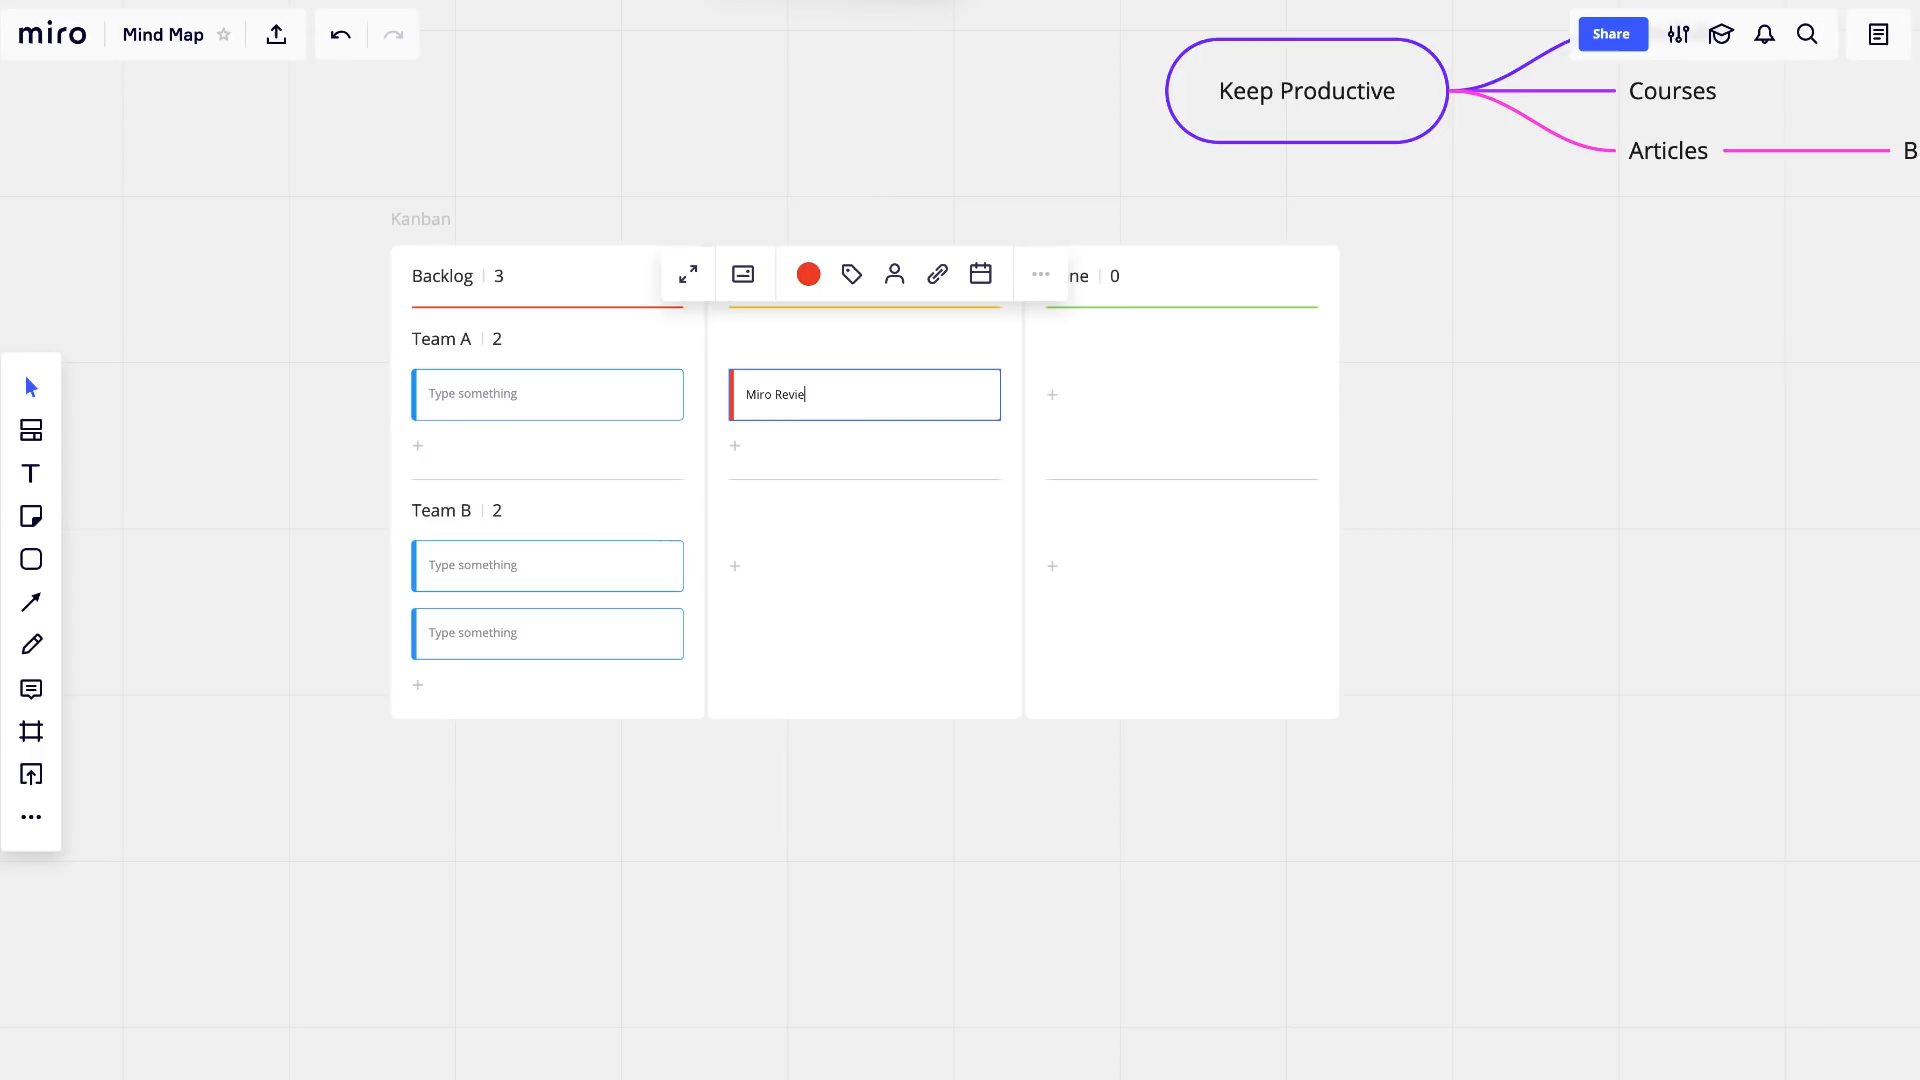 miro
Mind Map
Share
Keep Productive
Courses
Articles
B
Kanban
Backlog | 3
ne | 0
Team A | 2
Type something
Miro Revie
Team B | 2
Type something
Type something